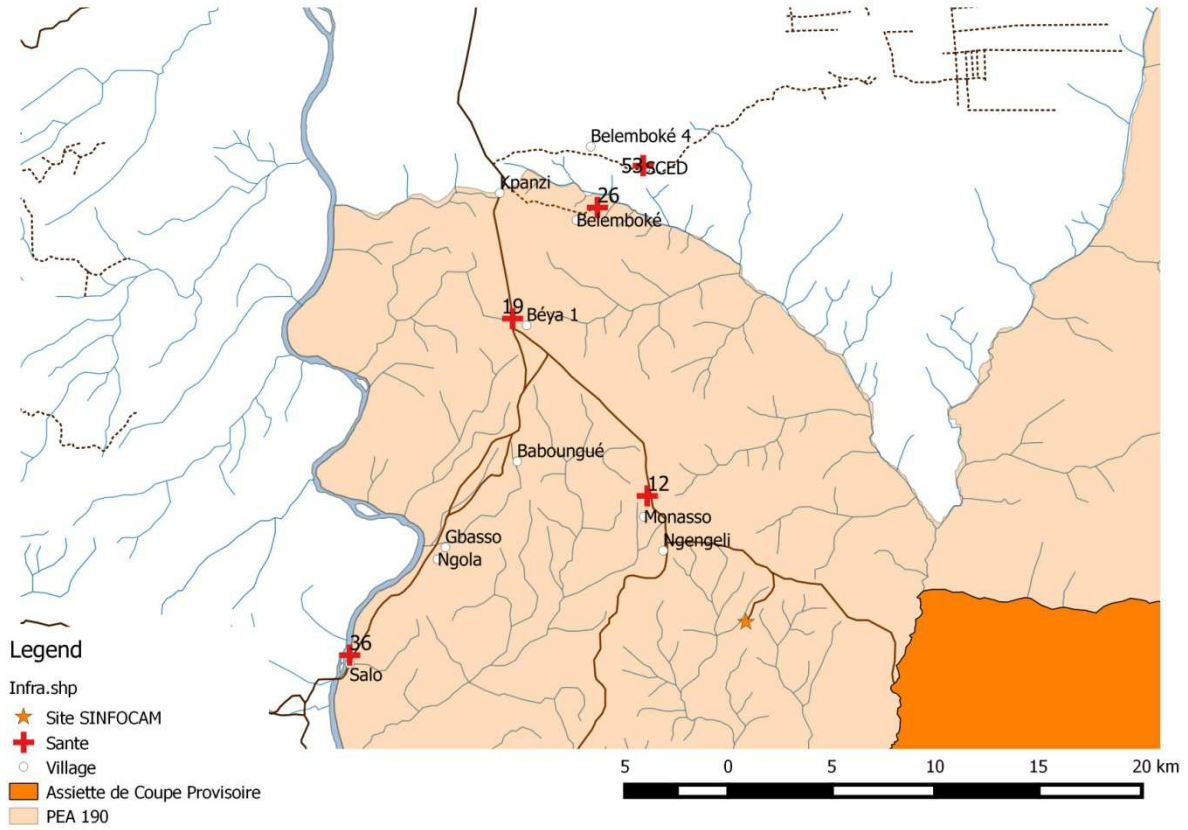 Belemboké 4
53 SCED
Kpanzi
26
Belemboké
19
Béya 1
Baboungué
12
Monasso
Gbasso
Ngengeli
Ngola
36
Salo
Legend
Infra.shp
Site SINFOCAM
Sante
Village
Assiette de Coupe Provisoire
PEA 190
5 0 5 10 15 20 km